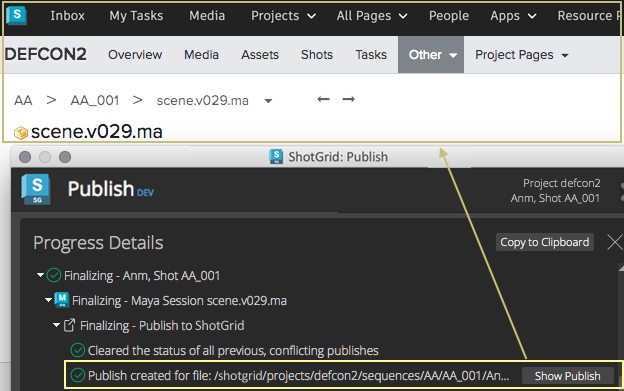 S Inbox My Tasks Media Projects All Pages People Apps Resource P
DEFCON2 Overview Media Assets Shots Tasks Other Project Pages
AA > AA_001 > scene.v029.ma
scene.v029.ma
ShotGrid: Publish
S SG Publish DEV
Project defcon2
Anm, Shot AA_001
Progress Details
Copy to Clipboard
Finalizing - Anm, Shot AA_001
M Finalizing - Maya Session scene.v029.ma
Finalizing - Publish to ShotGrid
Cleared the status of all previous, conflicting publishes
Publish created for file: /shotgrid/projects/defcon2/sequences/AA/AA_001/An... Show Publish